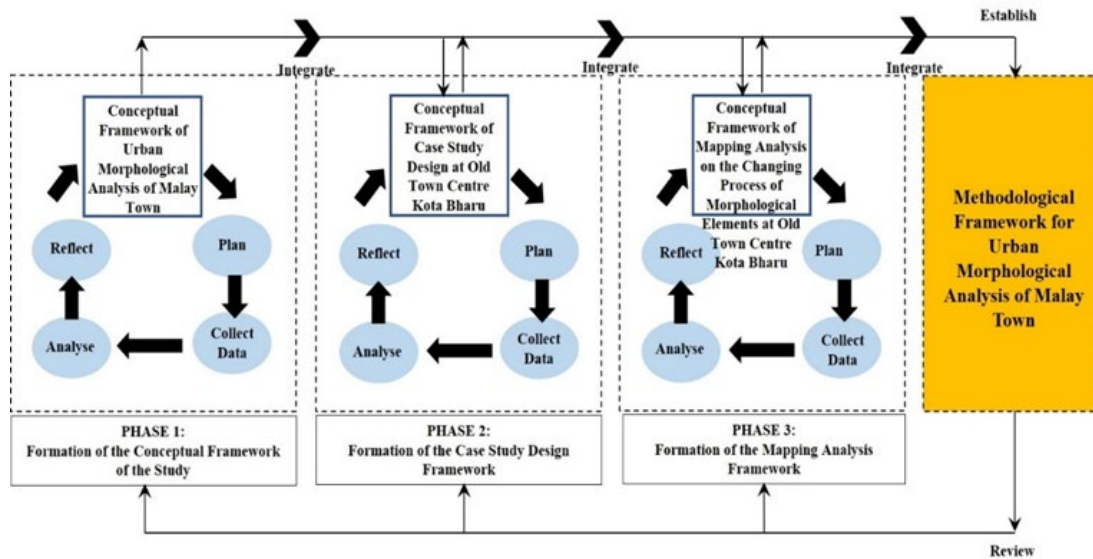 Establish
Integrate
Integrate
Integrate
Conceptual
Framework of
Urban
Morphological
Analysis of Malay
Town
Reflect
Plan
Analyse
Collect
Data
Conceptual
Framework of
Case Study
Design at Old
Town Centre
Kota Bharu
Reflect
Plan
Analyse
Collect
Data
Conceptual
Framework of
Mapping Analysis
on the Changing
Process of
Morphological
Elements at Old
Town Centre
Kota Bharu
Reflect
Plan
Analyse
Collect
Data
Methodological
Framework for
Urban
Morphological
Analysis of Malay
Town
PHASE 1:
Formation of the Conceptual Framework
of the Study
PHASE 2:
Formation of the Case Study Design
Framework
PHASE 3:
Formation of the Mapping Analysis
Framework
Review